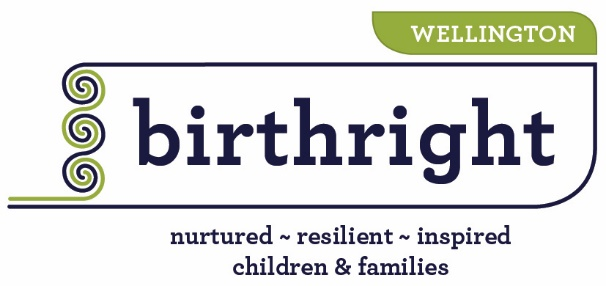 WELLINGTON
birthright
nurtured ~ resilient ~ inspired
children & families